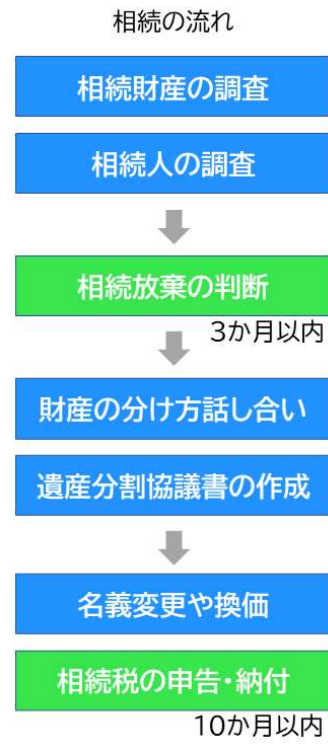 相続の流れ
相続財産の調査
相続人の調査
相続放棄の判断
3か月以内
財産の分け方話し合い
遺産分割協議書の作成
名義変更や換価
相続税の申告・納付
10か月以内